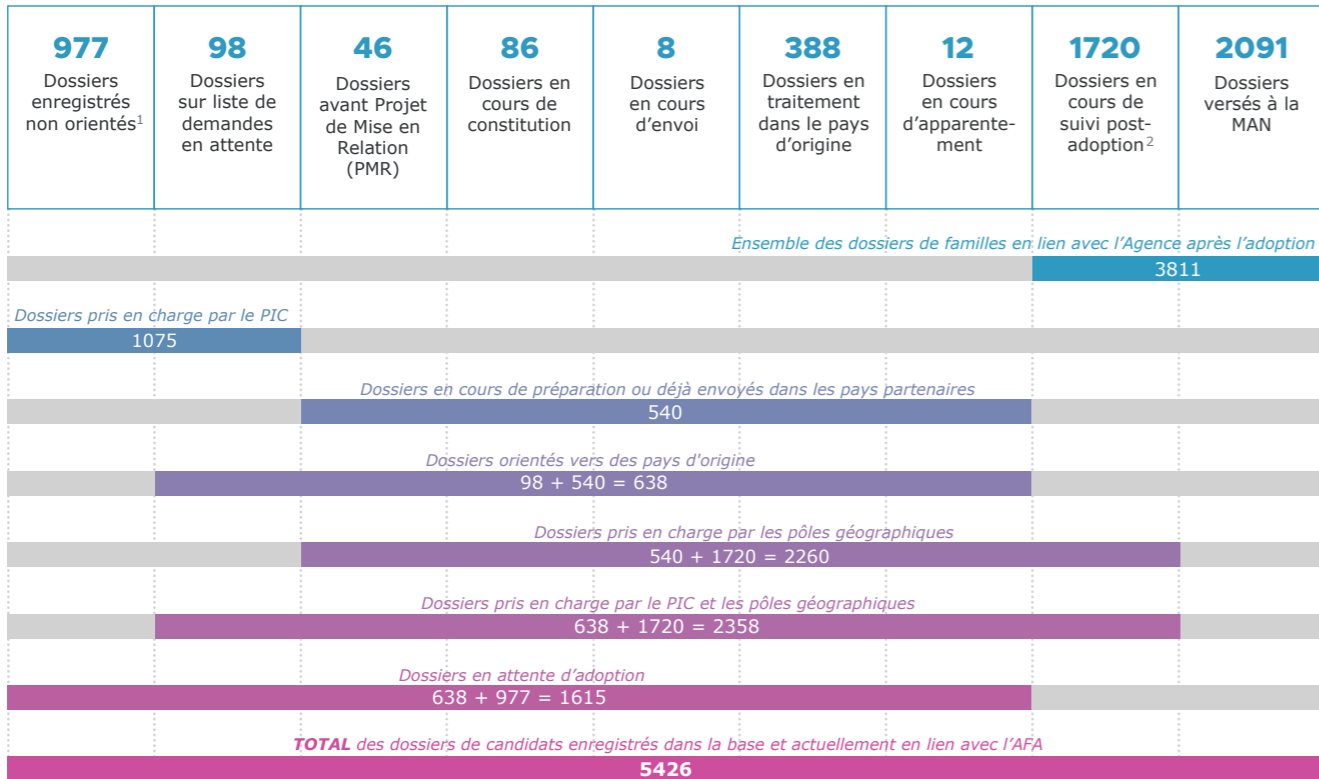 977
Dossiers
enregistrés
non orientés¹
98
Dossiers
sur liste de
demandes
en attente
46
Dossiers
avant Projet
de Mise en
Relation
(PMR)
86
Dossiers en
cours de
constitution
8
Dossiers
en cours
d’envoi
388
Dossiers en
traitement
dans le pays
d’origine
12
Dossiers
en cours
d’apparente-
ment
1720
Dossiers en
cours de
suivi post-
adoption²
2091
Dossiers
versés à la
MAN
Ensemble des dossiers de familles en lien avec l’Agence après l’adoption
3811
Dossiers pris en charge par le PIC
1075
Dossiers en cours de préparation ou déjà envoyés dans les pays partenaires
540
Dossiers orientés vers des pays d'origine
98 + 540 = 638
Dossiers pris en charge par les pôles géographiques
540 + 1720 = 2260
Dossiers pris en charge par le PIC et les pôles géographiques
638 + 1720 = 2358
Dossiers en attente d’adoption
638 + 977 = 1615
TOTAL des dossiers de candidats enregistrés dans la base et actuellement en lien avec l’AFA
5426